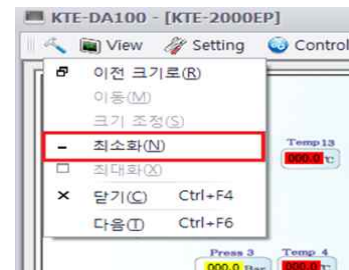 KTE-DA100 - [KTE-2000EP]
View Setting Control
이전 크기로(R)
이동(M)
크기 조정(S)
최소화(N)
최대화(X)
닫기(C) Ctrl+F4
다음(T) Ctrl+F6
Temp13
000.0 ℃
Press 3 Temp 4
000.0 Bar 000.0 ℃